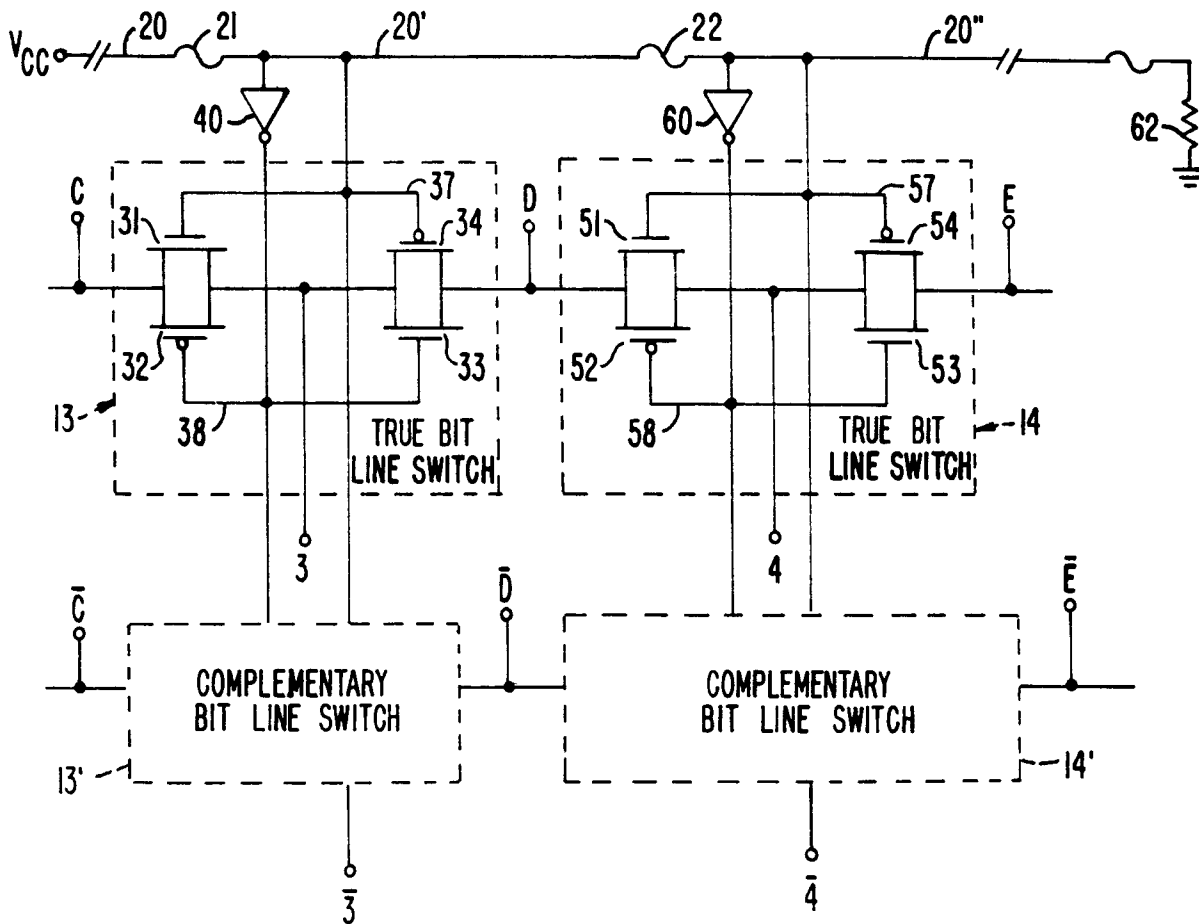 V_CC 20 21 20' 22 20"
40 60 62
C 31 37 34 D 51 57 54 E
32 33 52 53
13 38 TRUE BIT LINE SWITCH 58 TRUE BIT LINE SWITCH 14
3 4
C̅ D̅ E̅
COMPLEMENTARY
BIT LINE SWITCH
COMPLEMENTARY
BIT LINE SWITCH
13' 14'
3̅ 4̅